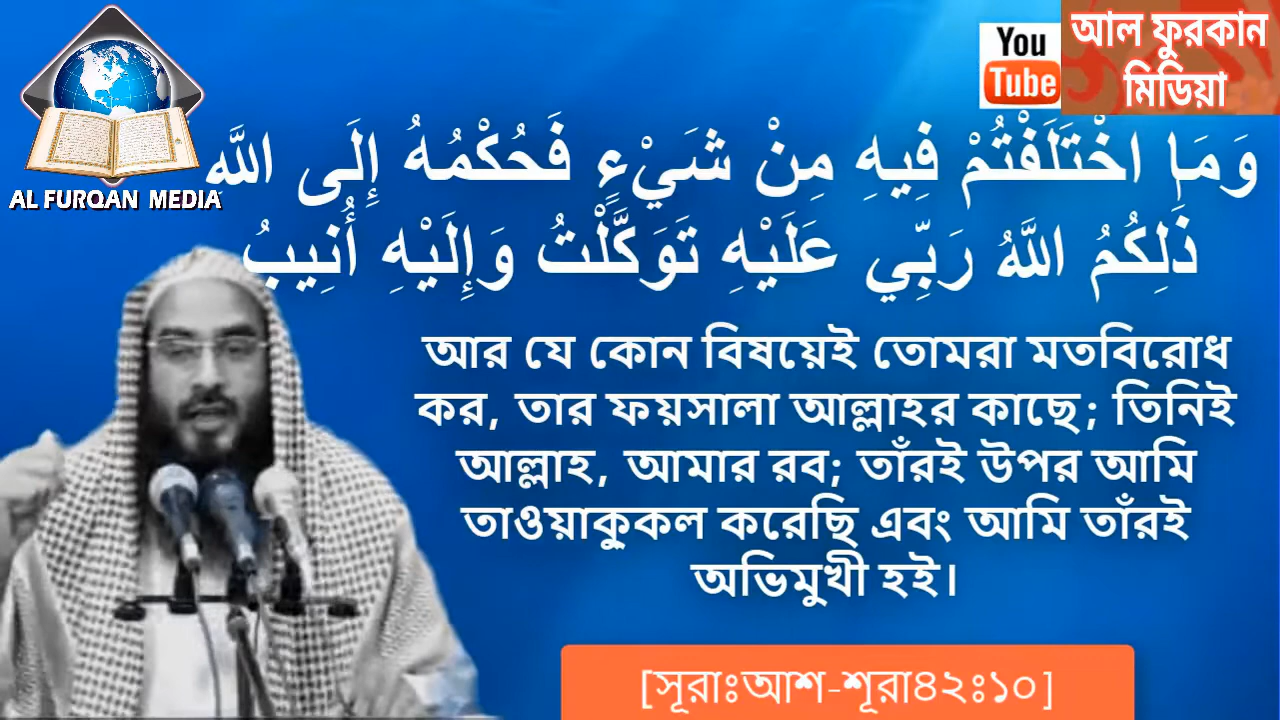 You
Tube
আল ফুরকান
মিডিয়া
AL FURQAN MEDIA
وَمَا اخْتَلَفْتُمْ فِيهِ مِنْ شَيْءٍ فَحُكْمُهُ إِلَى اللَّه
ذَٰلِكُمُ اللَّهُ رَبِّي عَلَيْهِ تَوَكَّلْتُ وَإِلَيْهِ أُنِيبُ
আর যে কোন বিষয়েই তোমরা মতবিরোধ
কর, তার ফয়সালা আল্লাহর কাছে; তিনিই
আল্লাহ, আমার রব; তাঁরই উপর আমি
তাওয়াকুকল করেছি এবং আমি তাঁরই
অভিমুখী হই।
[সূরাঃআশ-শূরা৪২ঃ১০]